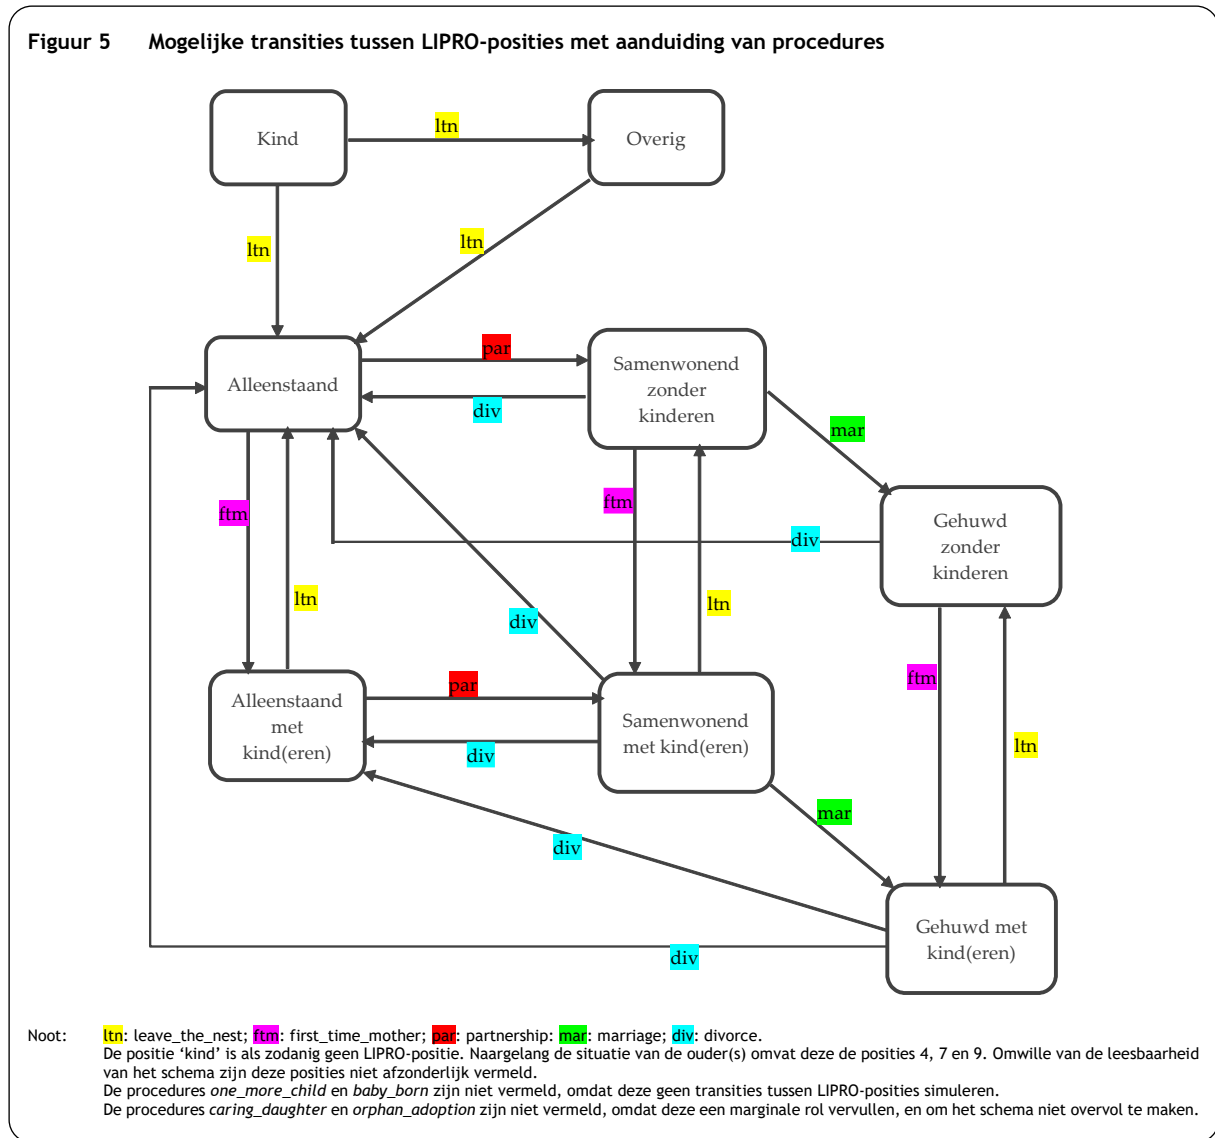 Figuur 5 Mogelijke transities tussen LIPRO-posities met aanduiding van procedures
Kind
ltn
Overig
ltn
ltn
Alleenstaand
par
div
Samenwonend
zonder
kinderen
mar
ftm
ftm
Gehuwd
zonder
kinderen
div
ltn
ltn
div
Alleenstaand
met
kind(eren)
par
div
Samenwonend
met kind(eren)
ftm
ltn
mar
div
Gehuwd met
kind(eren)
div
Noot: ltn: leave_the_nest; ftm: first_time_mother; par: partnership: mar: marriage; div: divorce.
De positie ‘kind’ is als zodanig geen LIPRO-positie. Naargelang de situatie van de ouder(s) omvat deze de posities 4, 7 en 9. Omwille van de leesbaarheid
van het schema zijn deze posities niet afzonderlijk vermeld.
De procedures one_more_child en baby_born zijn niet vermeld, omdat deze geen transities tussen LIPRO-posities simuleren.
De procedures caring_daughter en orphan_adoption zijn niet vermeld, omdat deze een marginale rol vervullen, en om het schema niet overvol te maken.